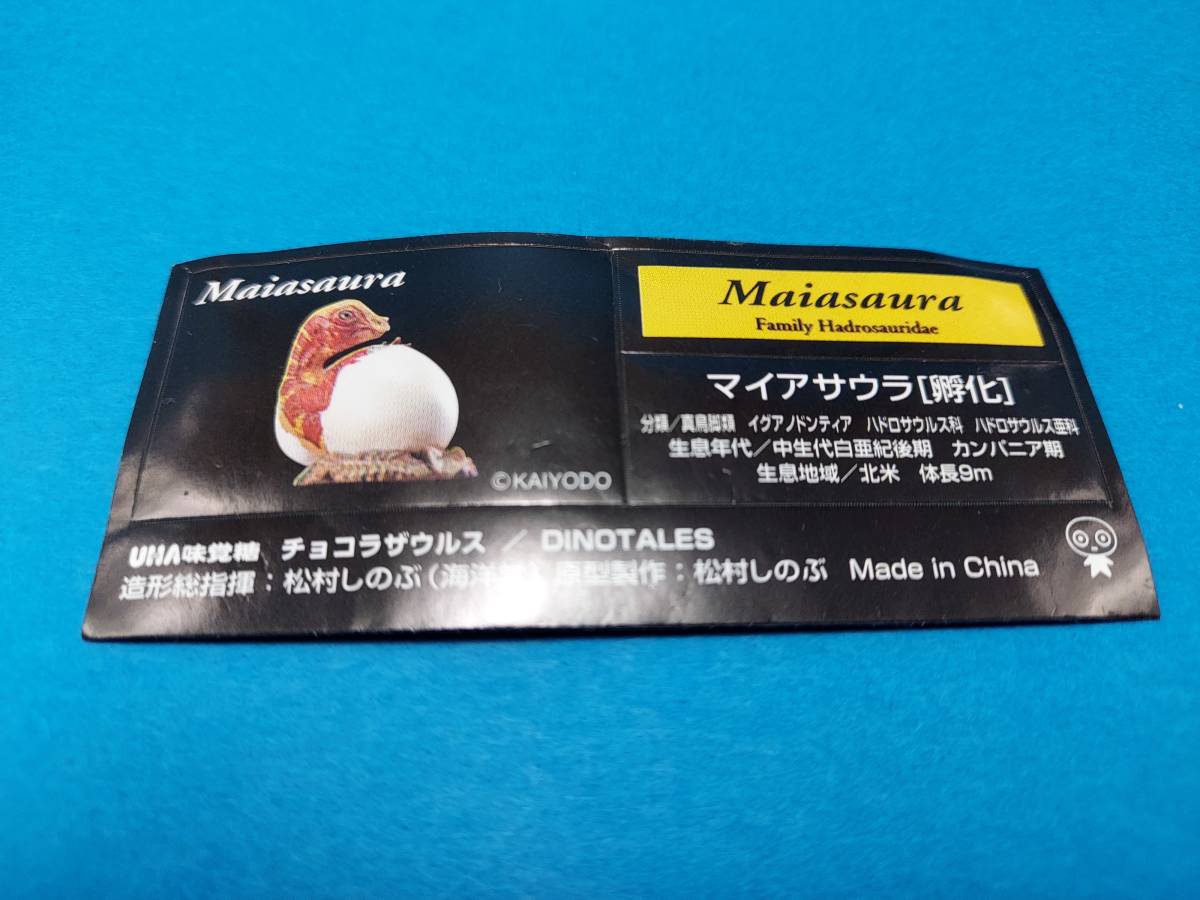 Maiasaura
©KAIYODO
Maiasaura
Family Hadrosauridae
マイアサウラ[孵化]
分類/真鳥脚類 イグアノドンティア ハドロサウルス科 ハドロサウルス亜科
生息年代/中生代白亜紀後期 カンパニア期
生息地域/北米 体長9m
UHA味覚糖 チョコラザウルス / DINOTALES
造形総指揮:松村しのぶ(海洋 原型製作:松村しのぶ Made in China